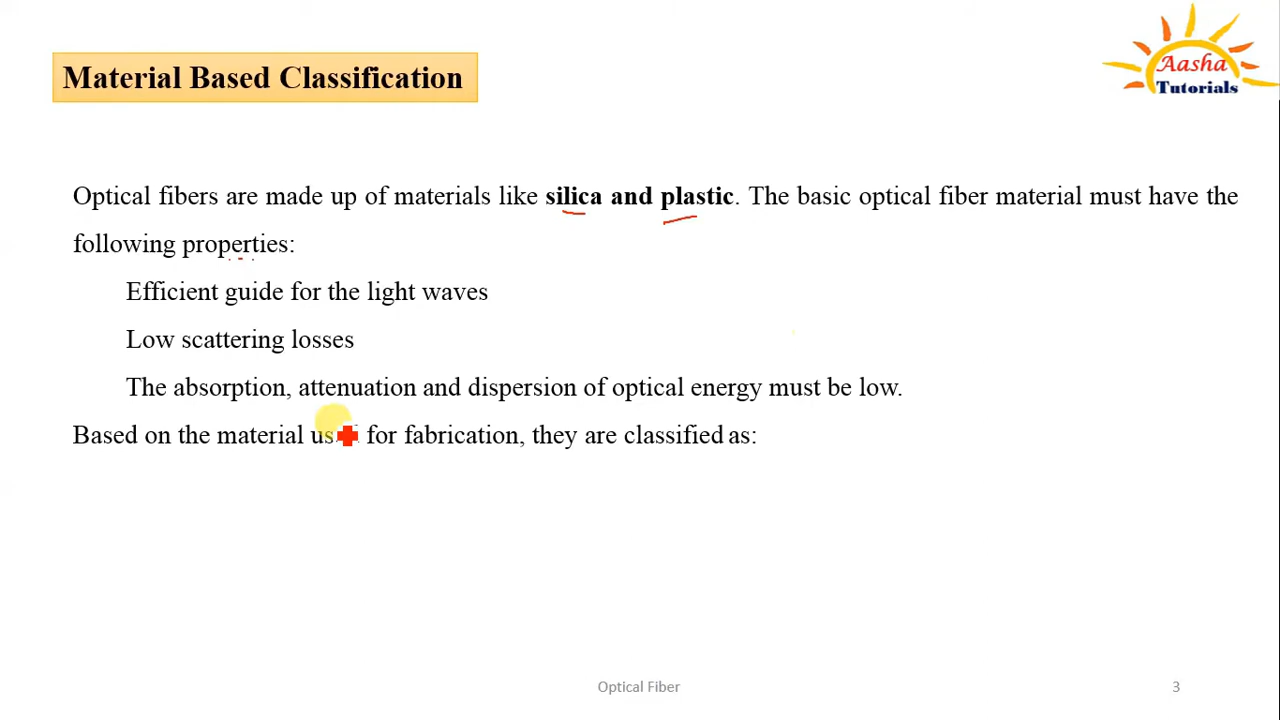 Material Based Classification
Aasha
Tutorials
Optical fibers are made up of materials like silica and plastic. The basic optical fiber material must have the
following properties:
Efficient guide for the light waves
Low scattering losses
The absorption, attenuation and dispersion of optical energy must be low.
Based on the material for fabrication, they are classified as:
Optical Fiber
3